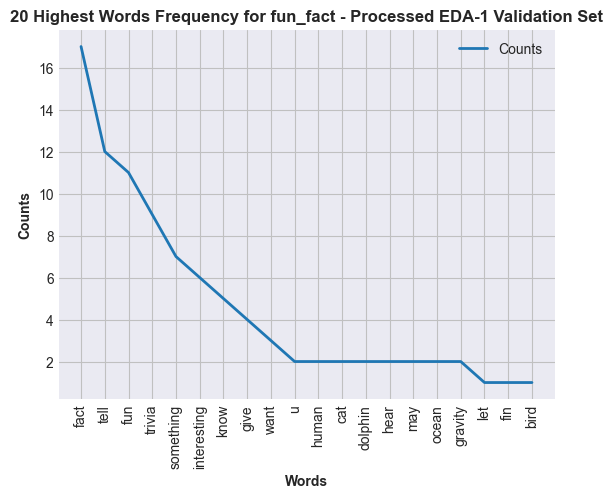 20 Highest Words Frequency for fun_fact - Processed EDA-1 Validation Set
Counts
16
14
12
10
8
6
4
2
Counts
fact
tell
fun
trivia
something
interesting
know
give
want
u
human
cat
dolphin
hear
may
ocean
gravity
let
fin
bird
Words